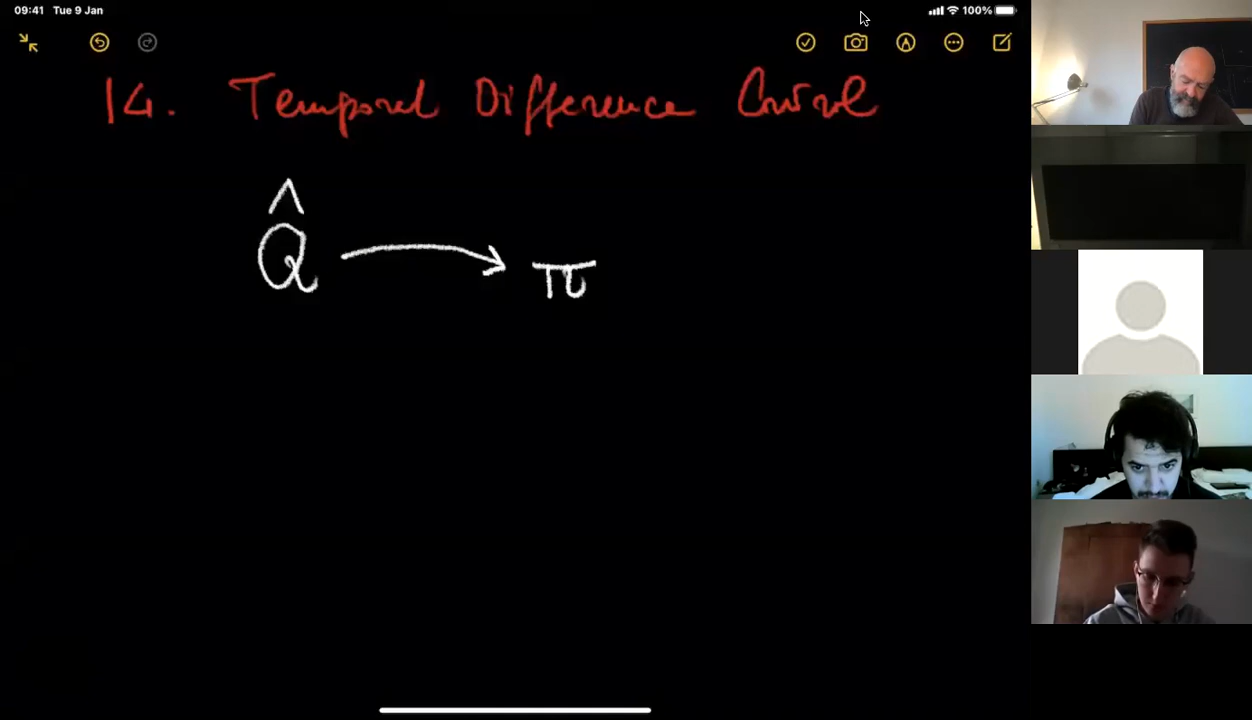 09:41 Tue 9 Jan
100%
14. Temporal Difference Control
Q̂ → π